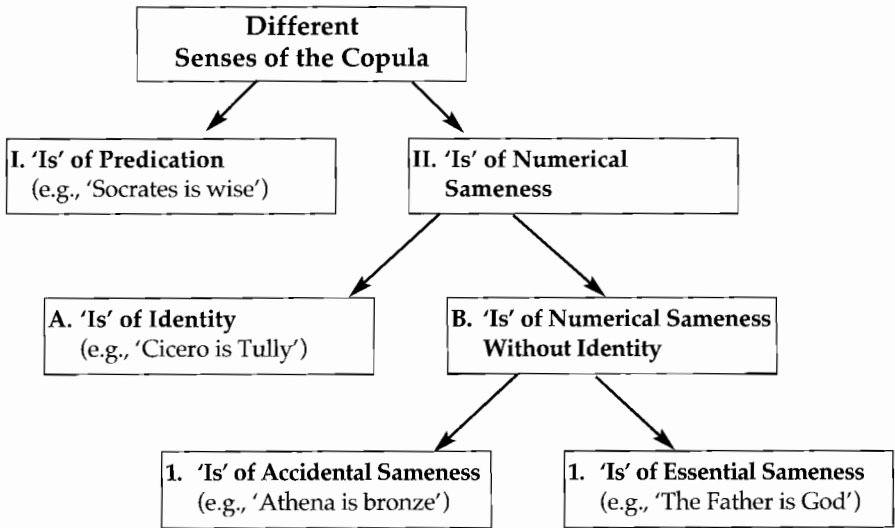 Different
Senses of the Copula
I. ‘Is’ of Predication
(e.g., ‘Socrates is wise’)
II. ‘Is’ of Numerical
Sameness
A. ‘Is’ of Identity
(e.g., ‘Cicero is Tully’)
B. ‘Is’ of Numerical Sameness
Without Identity
1. ‘Is’ of Accidental Sameness
(e.g., ‘Athena is bronze’)
1. ‘Is’ of Essential Sameness
(e.g., ‘The Father is God’)